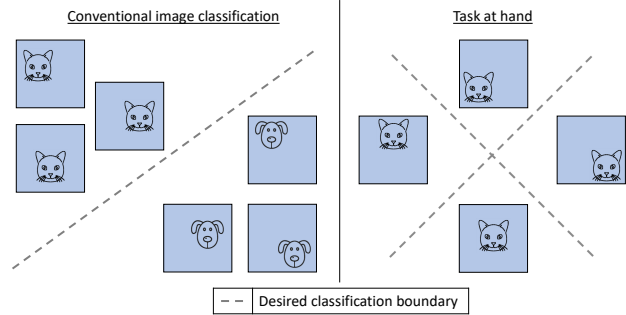 Conventional image classification
Task at hand
Desired classification boundary